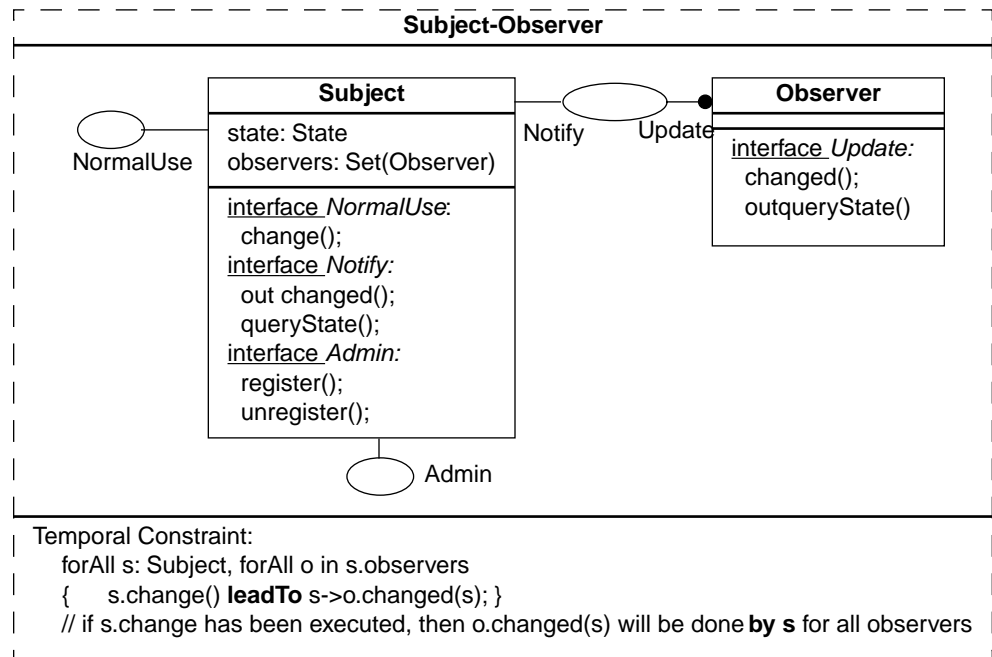 Subject-Observer
Subject
Observer
state: State
observers: Set(Observer)
NormalUse
Notify
Update
interface NormalUse:
change();
interface Notify:
out changed();
queryState();
interface Admin:
register();
unregister();
interface Update:
changed();
outqueryState()
Admin
Temporal Constraint:
forAll s: Subject, forAll o in s.observers
{ s.change() leadTo s->o.changed(s); }
// if s.change has been executed, then o.changed(s) will be done by s for all observers